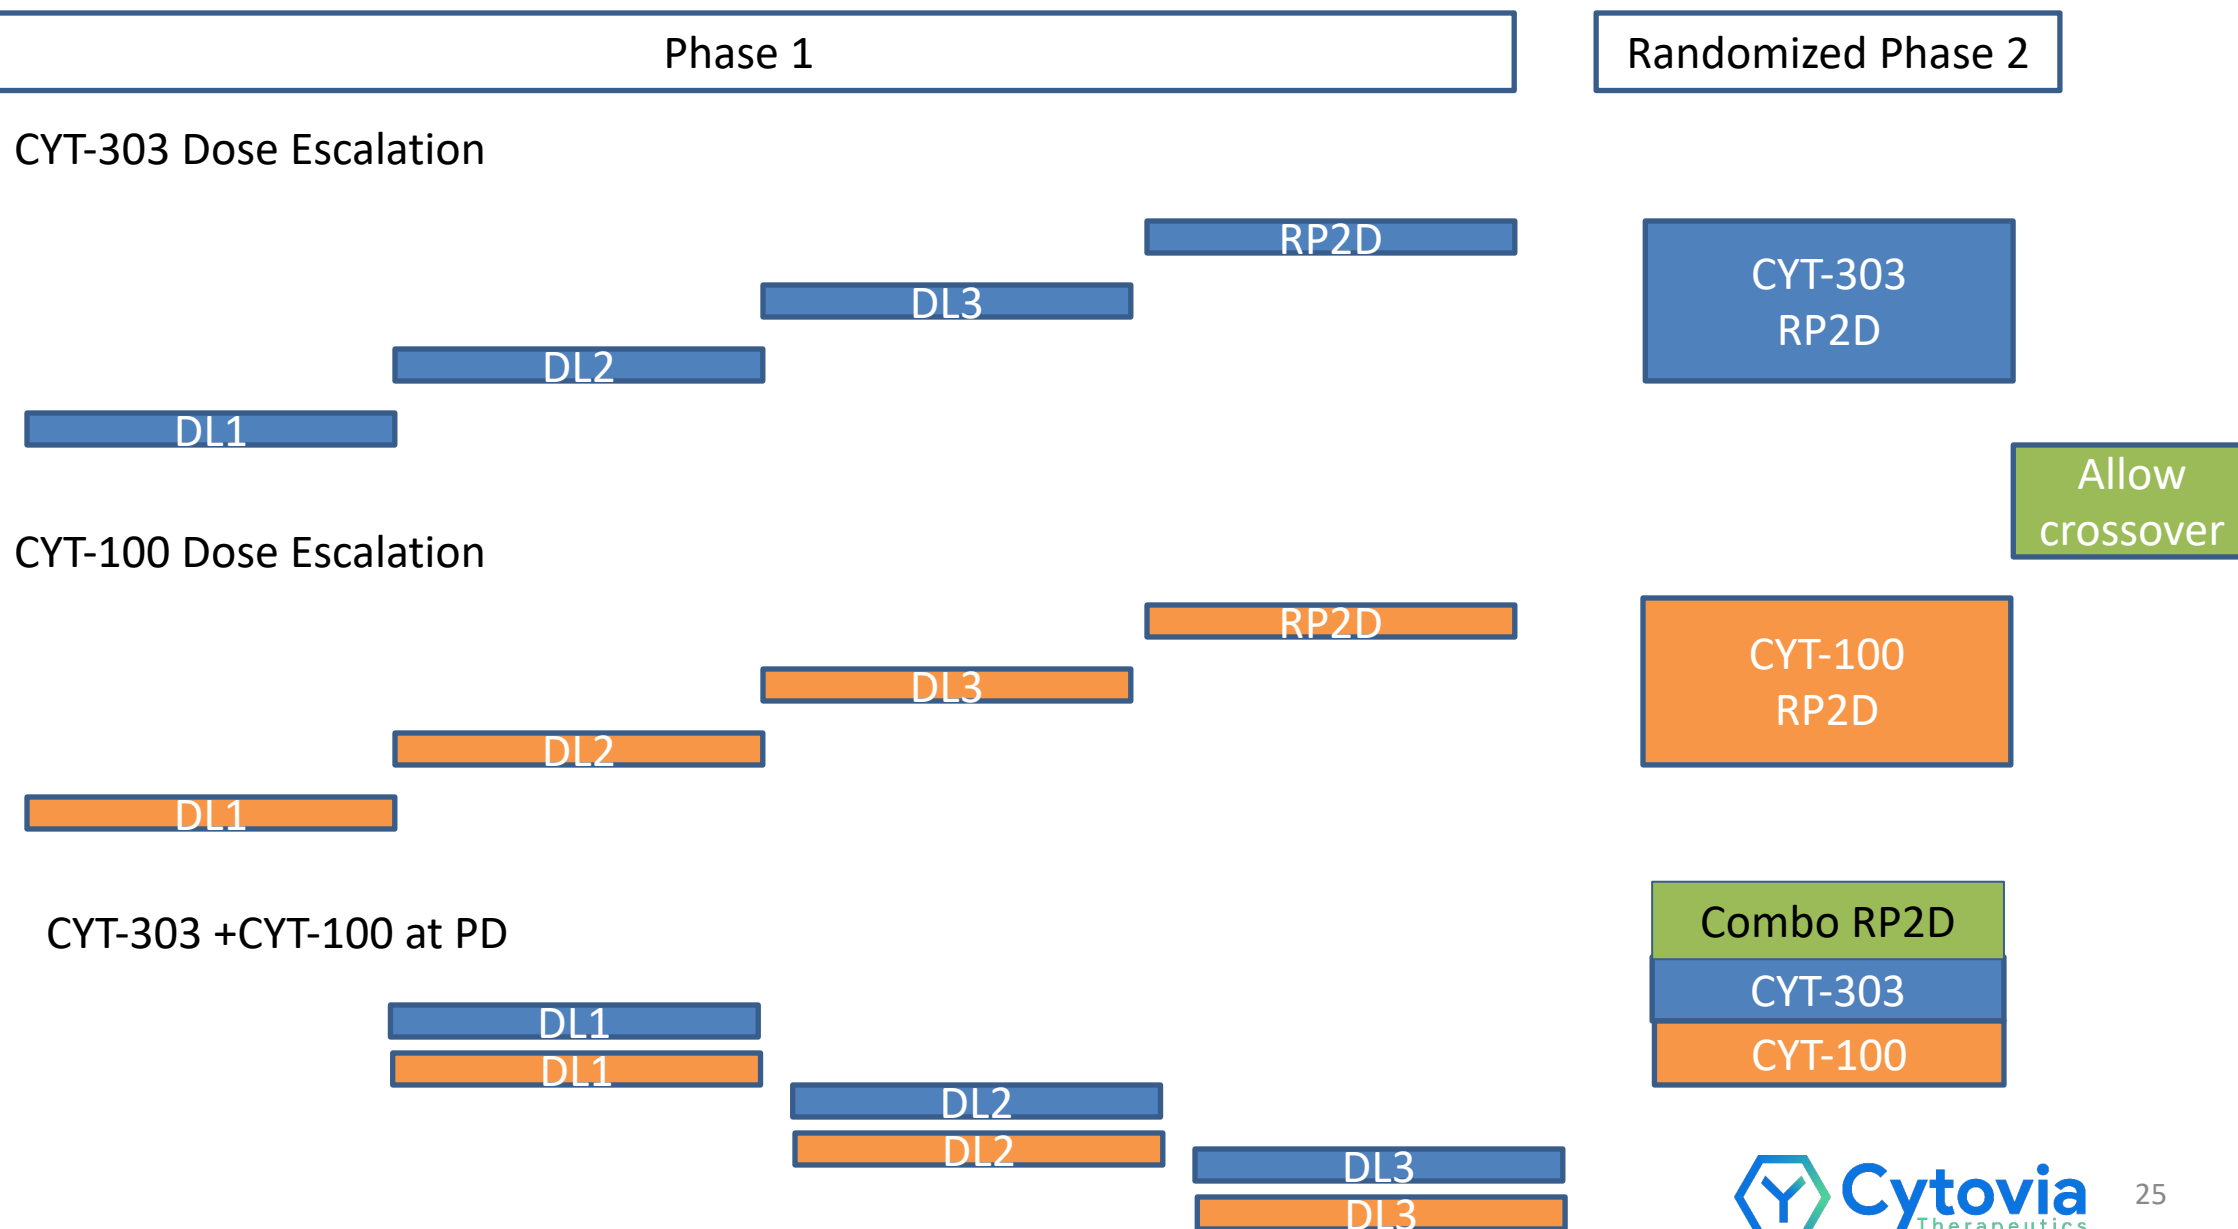 Phase 1
Randomized Phase 2
CYT-303 Dose Escalation
RP2D
DL3
DL2
DL1
CYT-303
RP2D
Allow
crossover
CYT-100 Dose Escalation
RP2D
DL3
DL2
DL1
CYT-100
RP2D
CYT-303 +CYT-100 at PD
DL1
DL1
DL2
DL2
DL3
DL3
Combo RP2D
CYT-303
CYT-100
Cytovia
Therapeutics
25